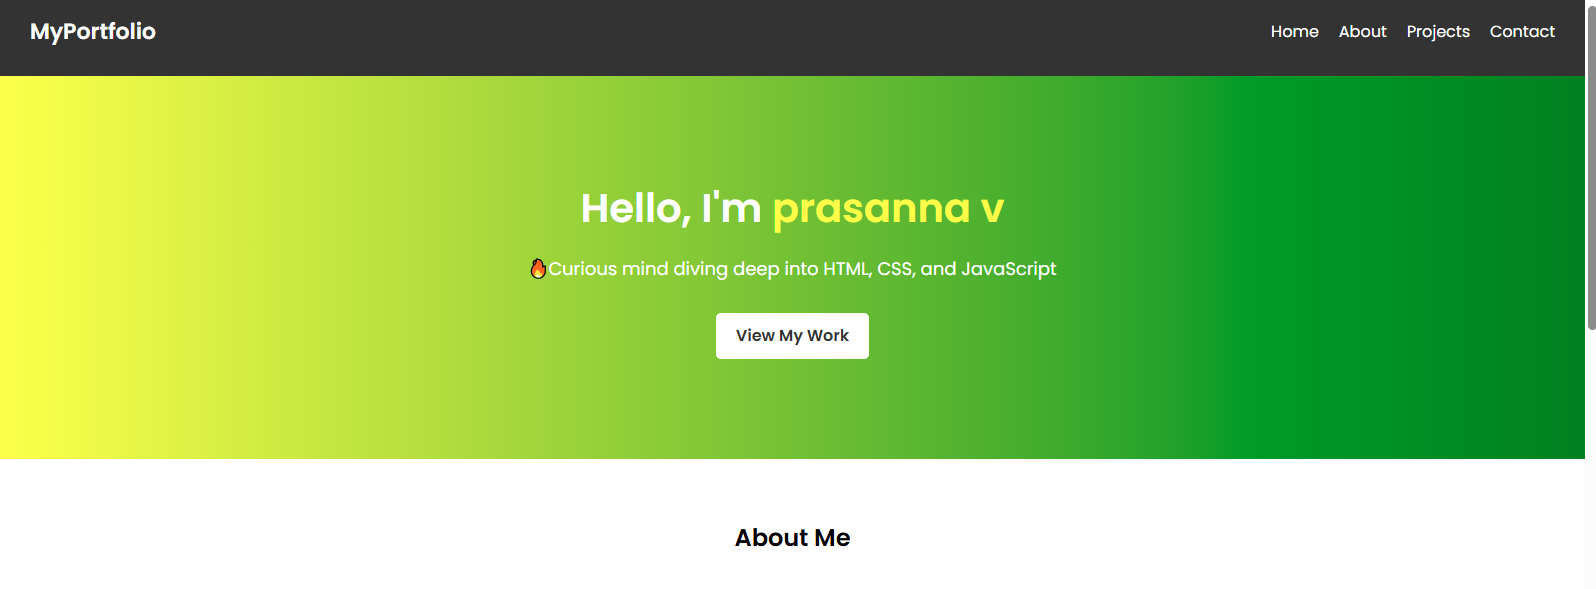 MyPortfolio
Home About Projects Contact
Hello, I'm prasanna v
🔥Curious mind diving deep into HTML, CSS, and JavaScript
View My Work
About Me